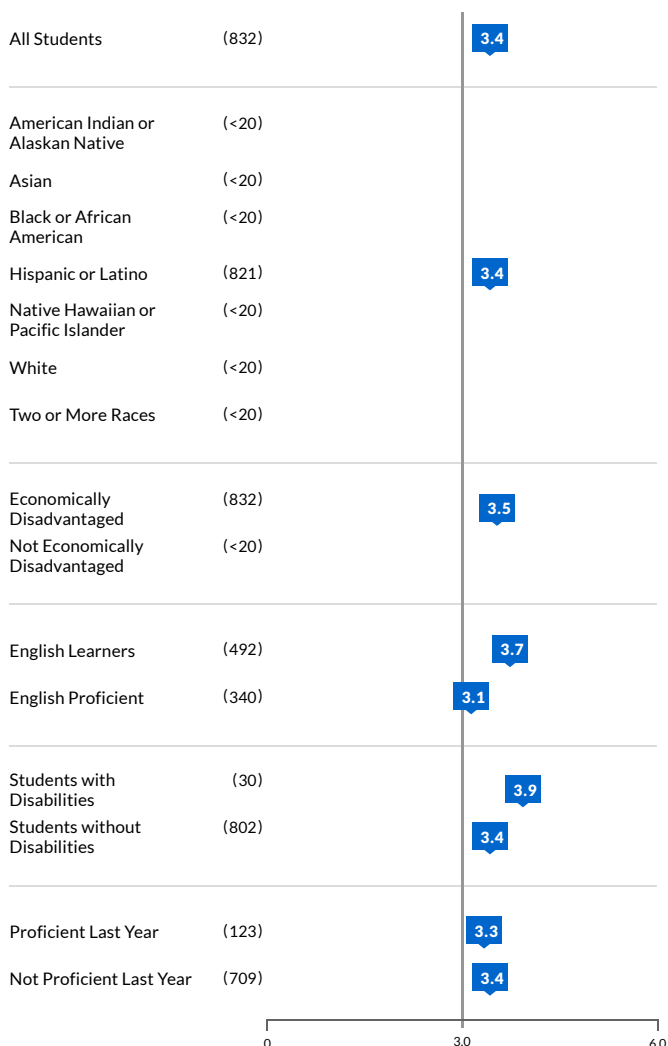 All Students (832) 3.4
American Indian or (<20)
Alaskan Native
Asian (<20)
Black or African (<20)
American
Hispanic or Latino (821) 3.4
Native Hawaiian or (<20)
Pacific Islander
White (<20)
Two or More Races (<20)
Economically (832) 3.5
Disadvantaged
Not Economically (<20)
Disadvantaged
English Learners (492) 3.7
English Proficient (340) 3.1
Students with (30) 3.9
Disabilities
Students without (802) 3.4
Disabilities
Proficient Last Year (123) 3.3
Not Proficient Last Year (709) 3.4
0 3.0 6.0